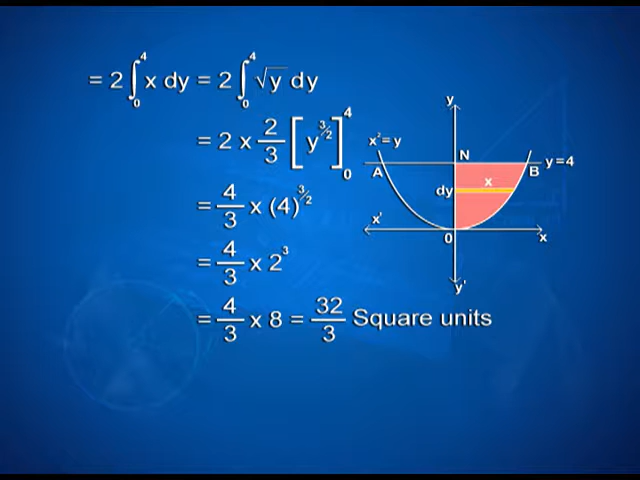 = 2 ∫₀⁴ x dy = 2 ∫₀⁴ √y dy
= 2 x 2/3 [y^3/2]₀⁴
= 4/3 x (4)^3/2
= 4/3 x 2³
= 4/3 x 8 = 32/3 Square units
y
x² = y
N
y = 4
A
B
x
dy
x'
0
x
y'